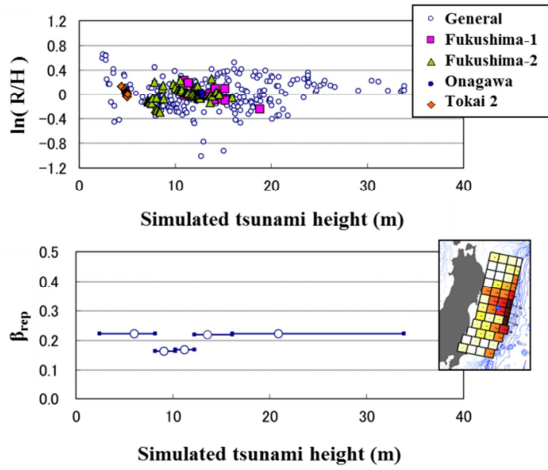 1.2
0.8
0.4
0
−0.4
−0.8
−1.2
ln( R/H )
0 10 20 30 40
Simulated tsunami height (m)
General
Fukushima-1
Fukushima-2
Onagawa
Tokai 2
0.5
0.4
0.3
0.2
0.1
0.0
βrep
0 10 20 30 40
Simulated tsunami height (m)